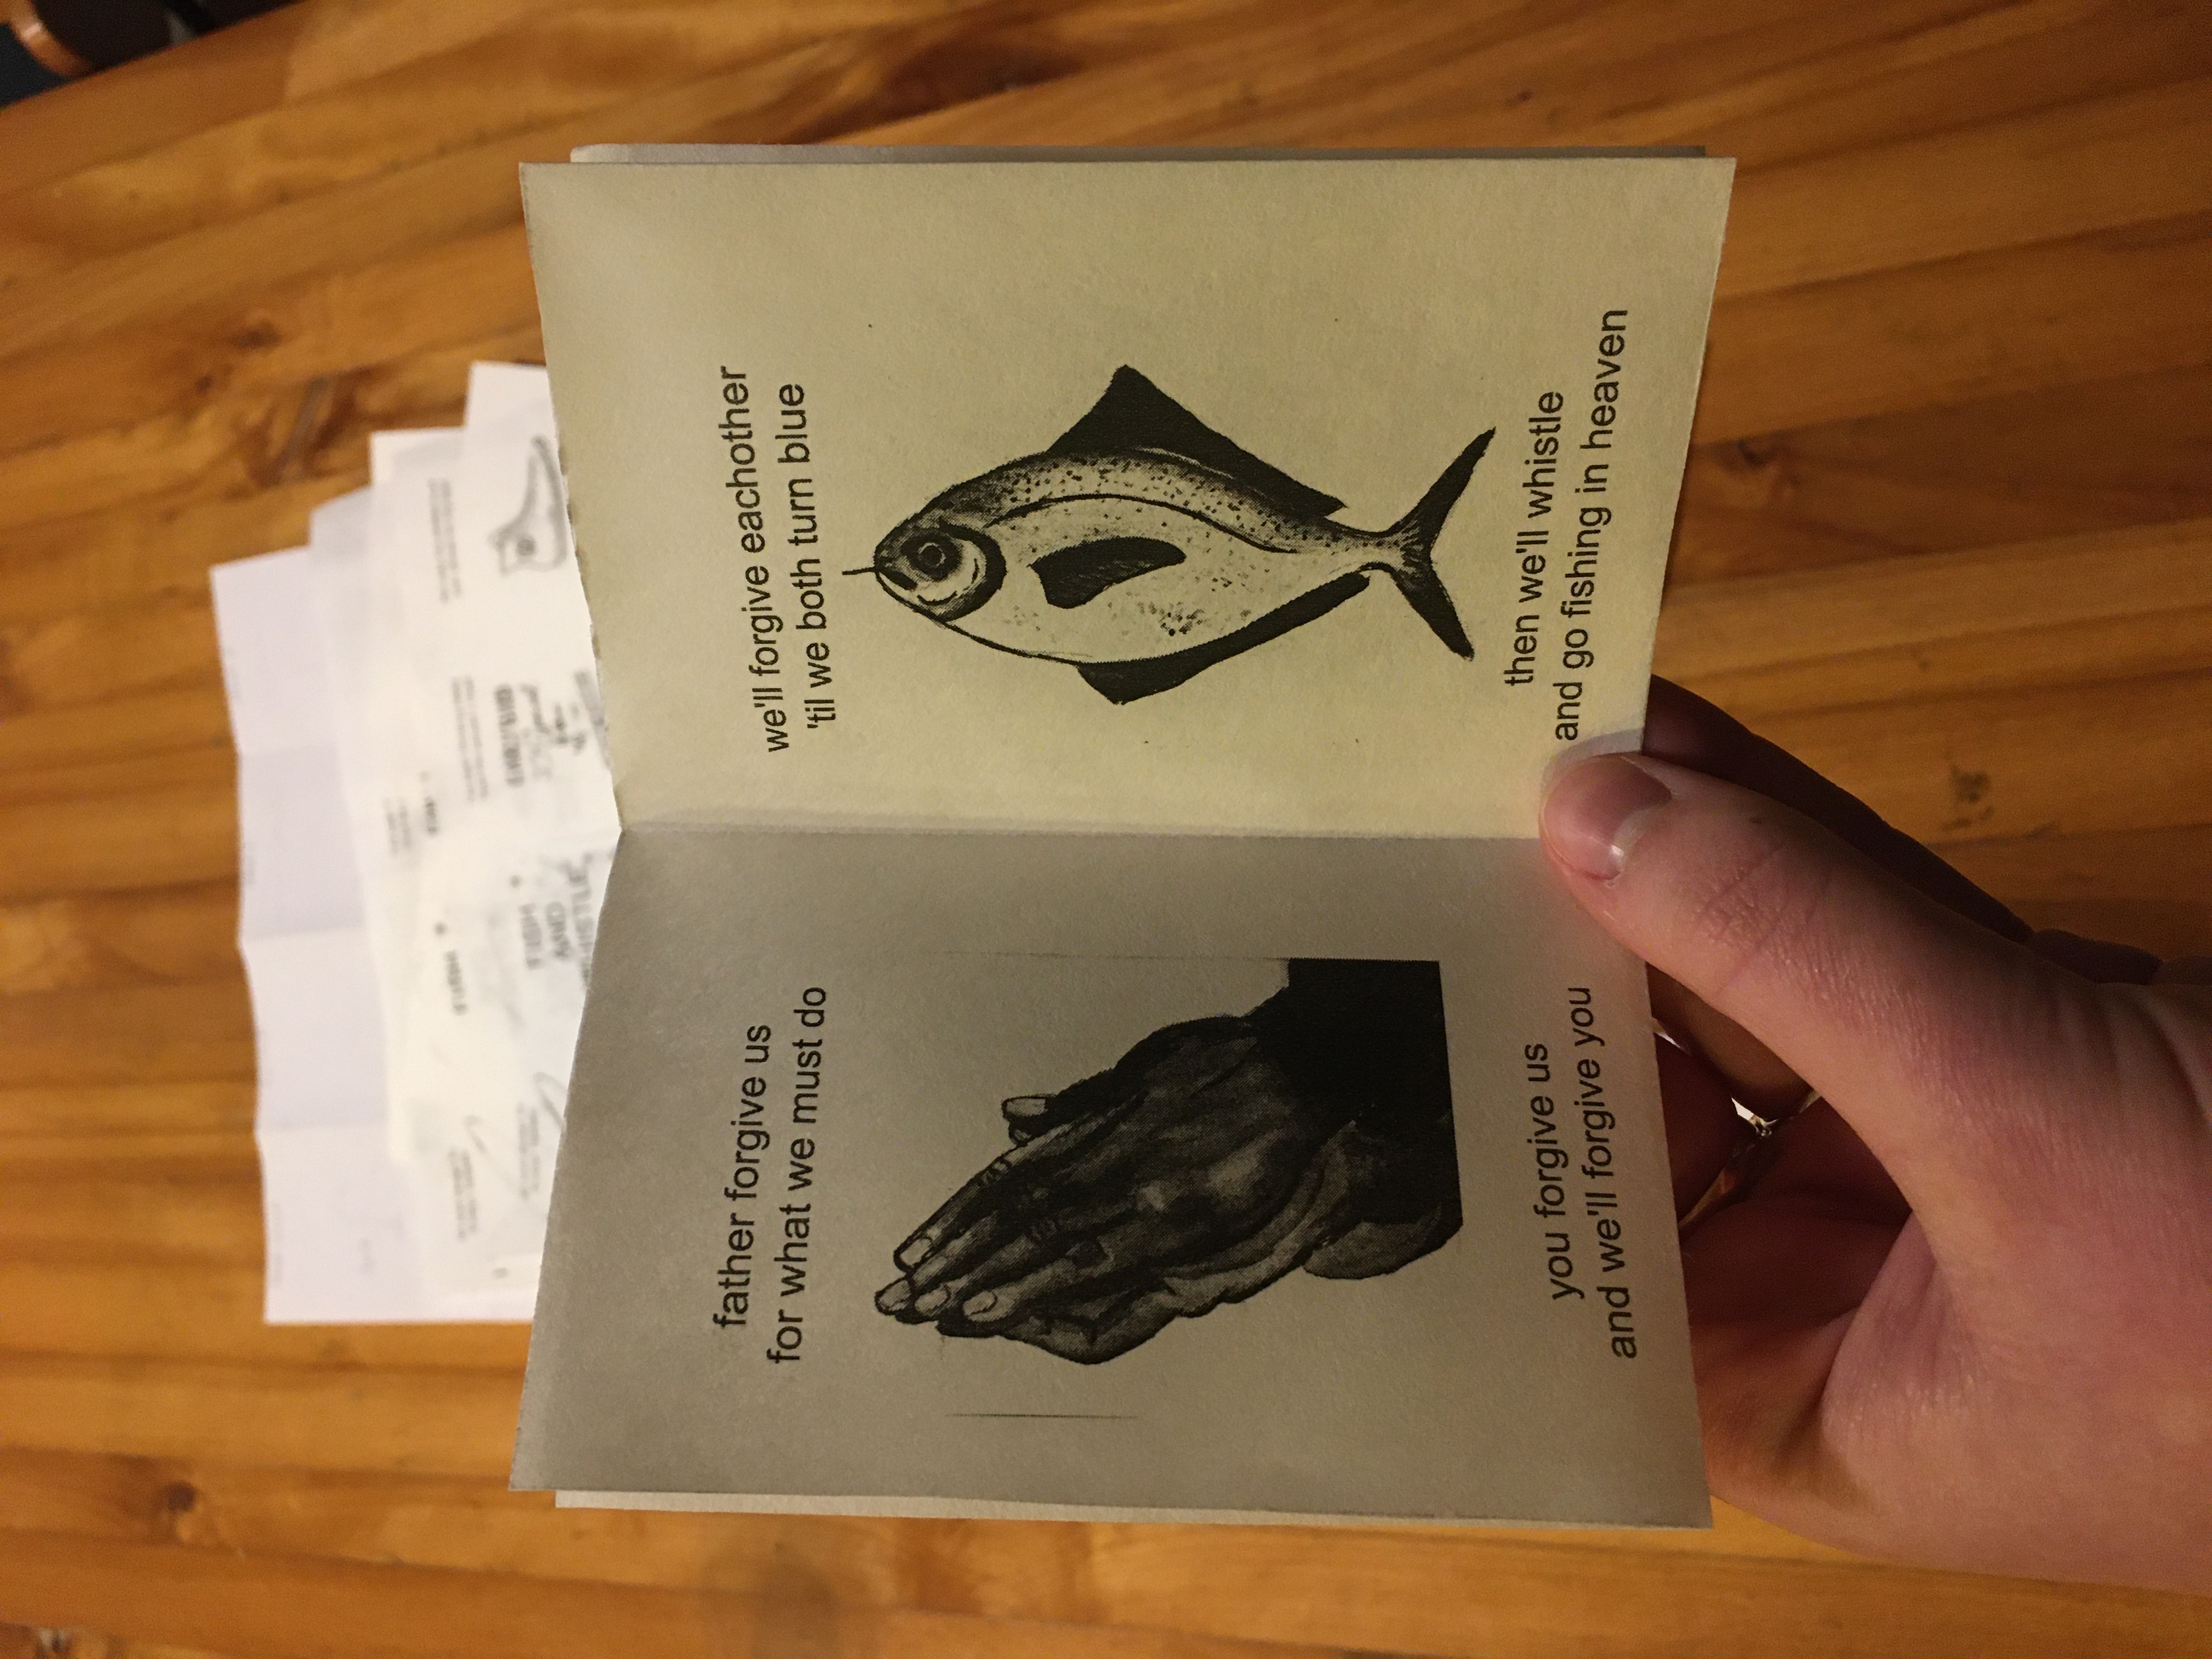 FISH
AND
WHISTLE
father forgive us
for what we must do
you forgive us
and we'll forgive you
we'll forgive eachother
'til we both turn blue
then we'll whistle
and go fishing in heaven